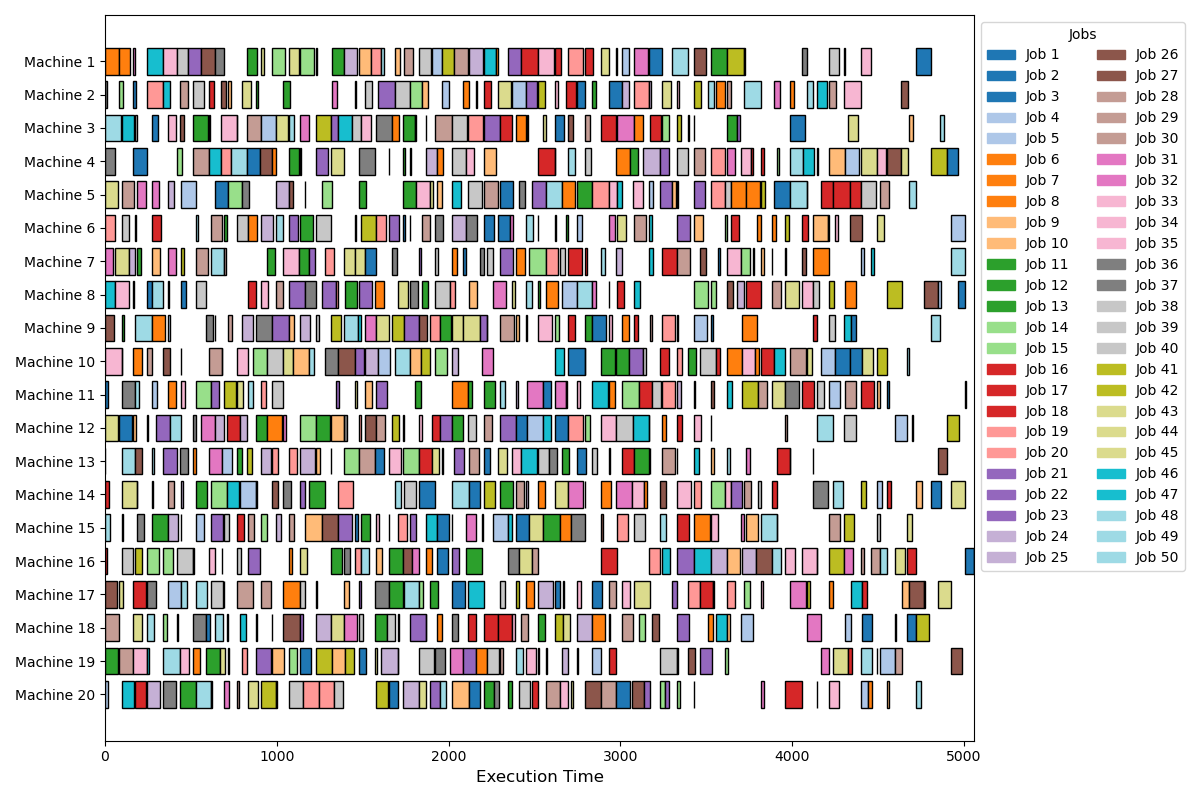 Machine 1
Machine 2
Machine 3
Machine 4
Machine 5
Machine 6
Machine 7
Machine 8
Machine 9
Machine 10
Machine 11
Machine 12
Machine 13
Machine 14
Machine 15
Machine 16
Machine 17
Machine 18
Machine 19
Machine 20
0 1000 2000 3000 4000 5000
Execution Time
Jobs
Job 1
Job 2
Job 3
Job 4
Job 5
Job 6
Job 7
Job 8
Job 9
Job 10
Job 11
Job 12
Job 13
Job 14
Job 15
Job 16
Job 17
Job 18
Job 19
Job 20
Job 21
Job 22
Job 23
Job 24
Job 25
Job 26
Job 27
Job 28
Job 29
Job 30
Job 31
Job 32
Job 33
Job 34
Job 35
Job 36
Job 37
Job 38
Job 39
Job 40
Job 41
Job 42
Job 43
Job 44
Job 45
Job 46
Job 47
Job 48
Job 49
Job 50